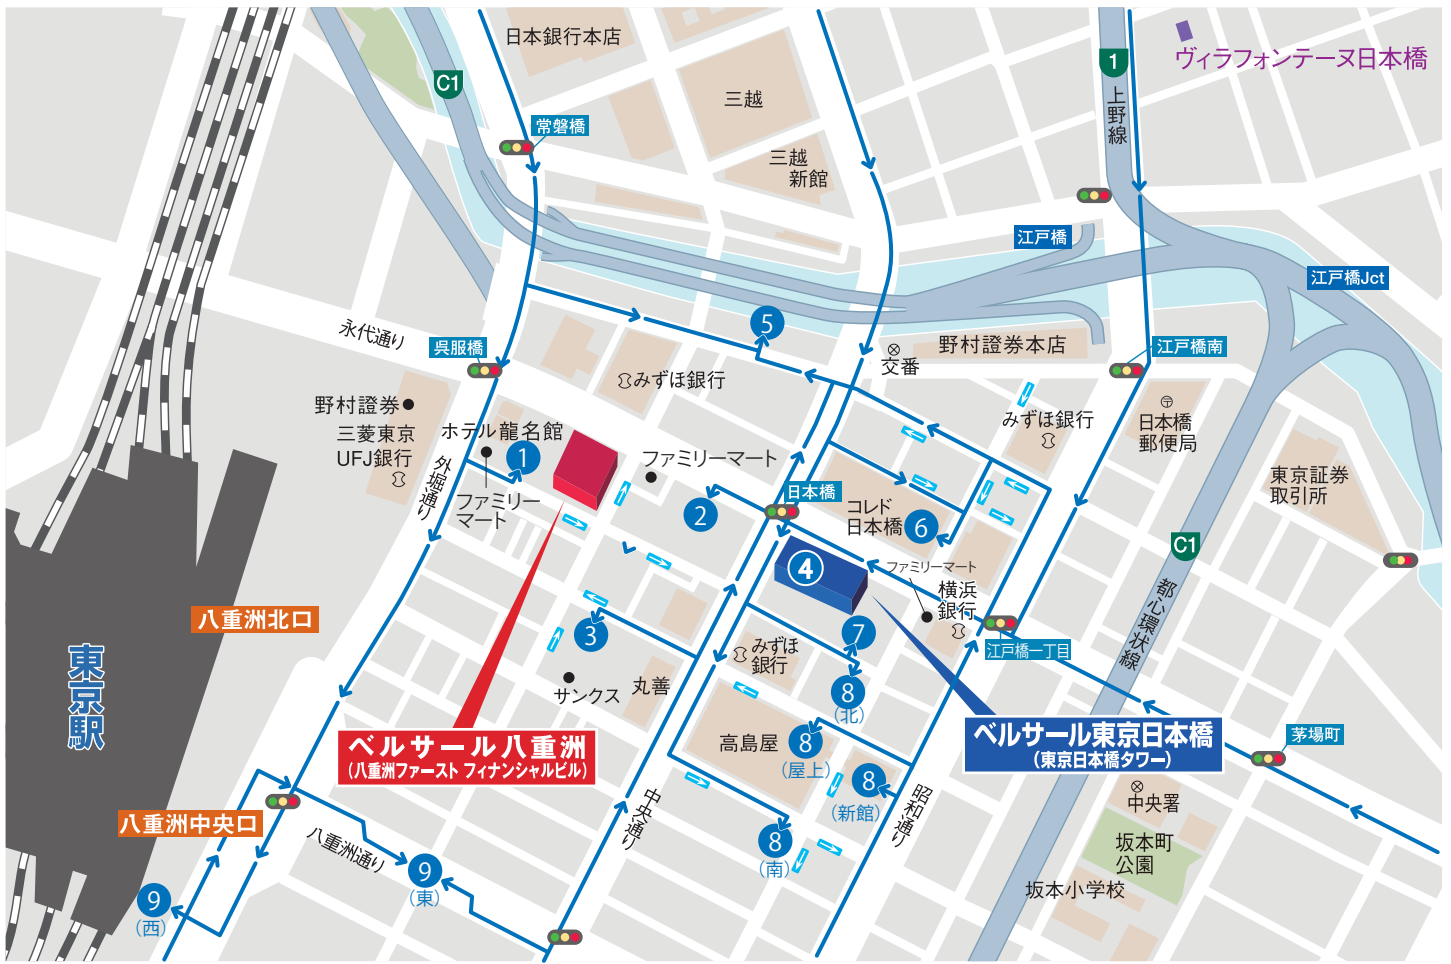 日本銀行本店
C1
1
上野線
ヴィラフォンテーヌ日本橋
三越
常盤橋
三越
新館
江戸橋
江戸橋Jct
永代通り
呉服橋
5
野村證券本店
交番
江戸橋南
みずほ銀行
野村證券
三菱東京
UFJ銀行
ホテル龍名館
1
ファミリー
マート
外堀通り
ファミリーマート
2
日本橋
コレド
日本橋
6
みずほ銀行
日本橋
郵便局
東京証券
取引所
C1
都心環状線
4
ファミリーマート
横浜
銀行
江戸橋一丁目
八重洲北口
東京駅
3
サンクス
丸善
みずほ
銀行
7
8
(北)
高島屋
8
(屋上)
8
(新館)
8
(南)
ベルサール八重洲
(八重洲ファースト フィナンシャルビル)
ベルサール東京日本橋
(東京日本橋タワー)
茅場町
中央署
坂本町
公園
坂本小学校
昭和通り
中央通り
八重洲中央口
八重洲通り
9
(東)
9
(西)